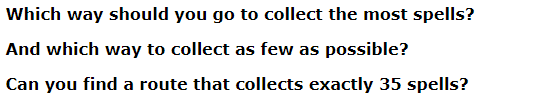 Which way should you go to collect the most spells?
And which way to collect as few as possible?
Can you find a route that collects exactly 35 spells?